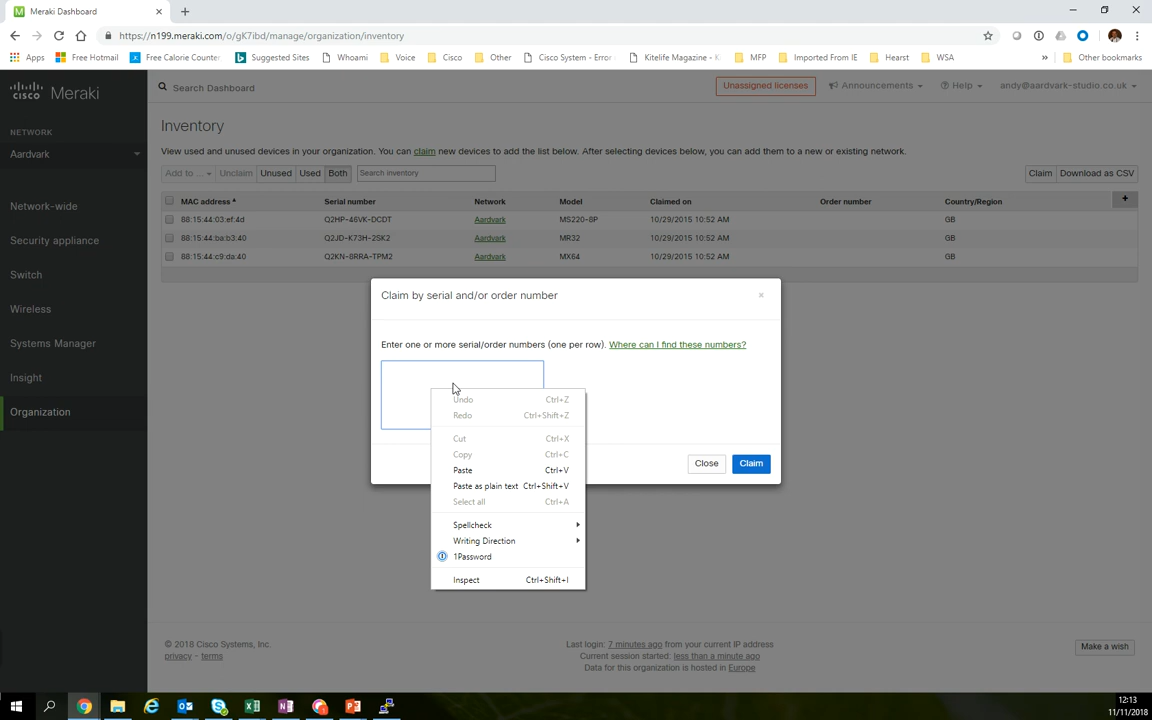 Meraki Dashboard
https://n199.meraki.com/o/gK7ibd/manage/organization/inventory
Apps
Free Hotmail
Free Calorie Counter
Suggested Sites
Whoami
Voice
Cisco
Other
Cisco System - Error
Kitelife Magazine - Ki
MFP
Imported From IE
Hearst
WSA
»
Other bookmarks
CISCO Meraki
Search Dashboard
Unassigned licenses
Announcements
Help
andy@aardvark-studio.co.uk
NETWORK
Aardvark
Network-wide
Security appliance
Switch
Wireless
Systems Manager
Insight
Organization
Inventory
View used and unused devices in your organization. You can claim new devices to add the list below. After selecting devices below, you can add them to a new or existing network.
Add to ... Unclaim Unused Used Both Search inventory Claim Download as CSV
MAC address Serial number Network Model Claimed on Order number Country/Region +
88:15:44:03:ef:4d Q2HP-46VK-DCDT Aardvark MS220-8P 10/29/2015 10:52 AM GB
88:15:44:ba:b3:40 Q2JD-K73H-2SK2 Aardvark MR32 10/29/2015 10:52 AM GB
88:15:44:c9:da:40 Q2KN-8RRA-TPM2 Aardvark MX64 10/29/2015 10:52 AM GB
Claim by serial and/or order number ×
Enter one or more serial/order numbers (one per row). Where can I find these numbers?
Undo Ctrl+Z
Redo Ctrl+Shift+Z
Cut Ctrl+X
Copy Ctrl+C
Paste Ctrl+V
Paste as plain text Ctrl+Shift+V
Select all Ctrl+A
Spellcheck
Writing Direction
1Password
Inspect Ctrl+Shift+I
Close Claim
© 2018 Cisco Systems, Inc.
privacy - terms
Last login: 7 minutes ago from your current IP address
Current session started: less than a minute ago
Data for this organization is hosted in Europe
Make a wish
12:13
11/11/2018